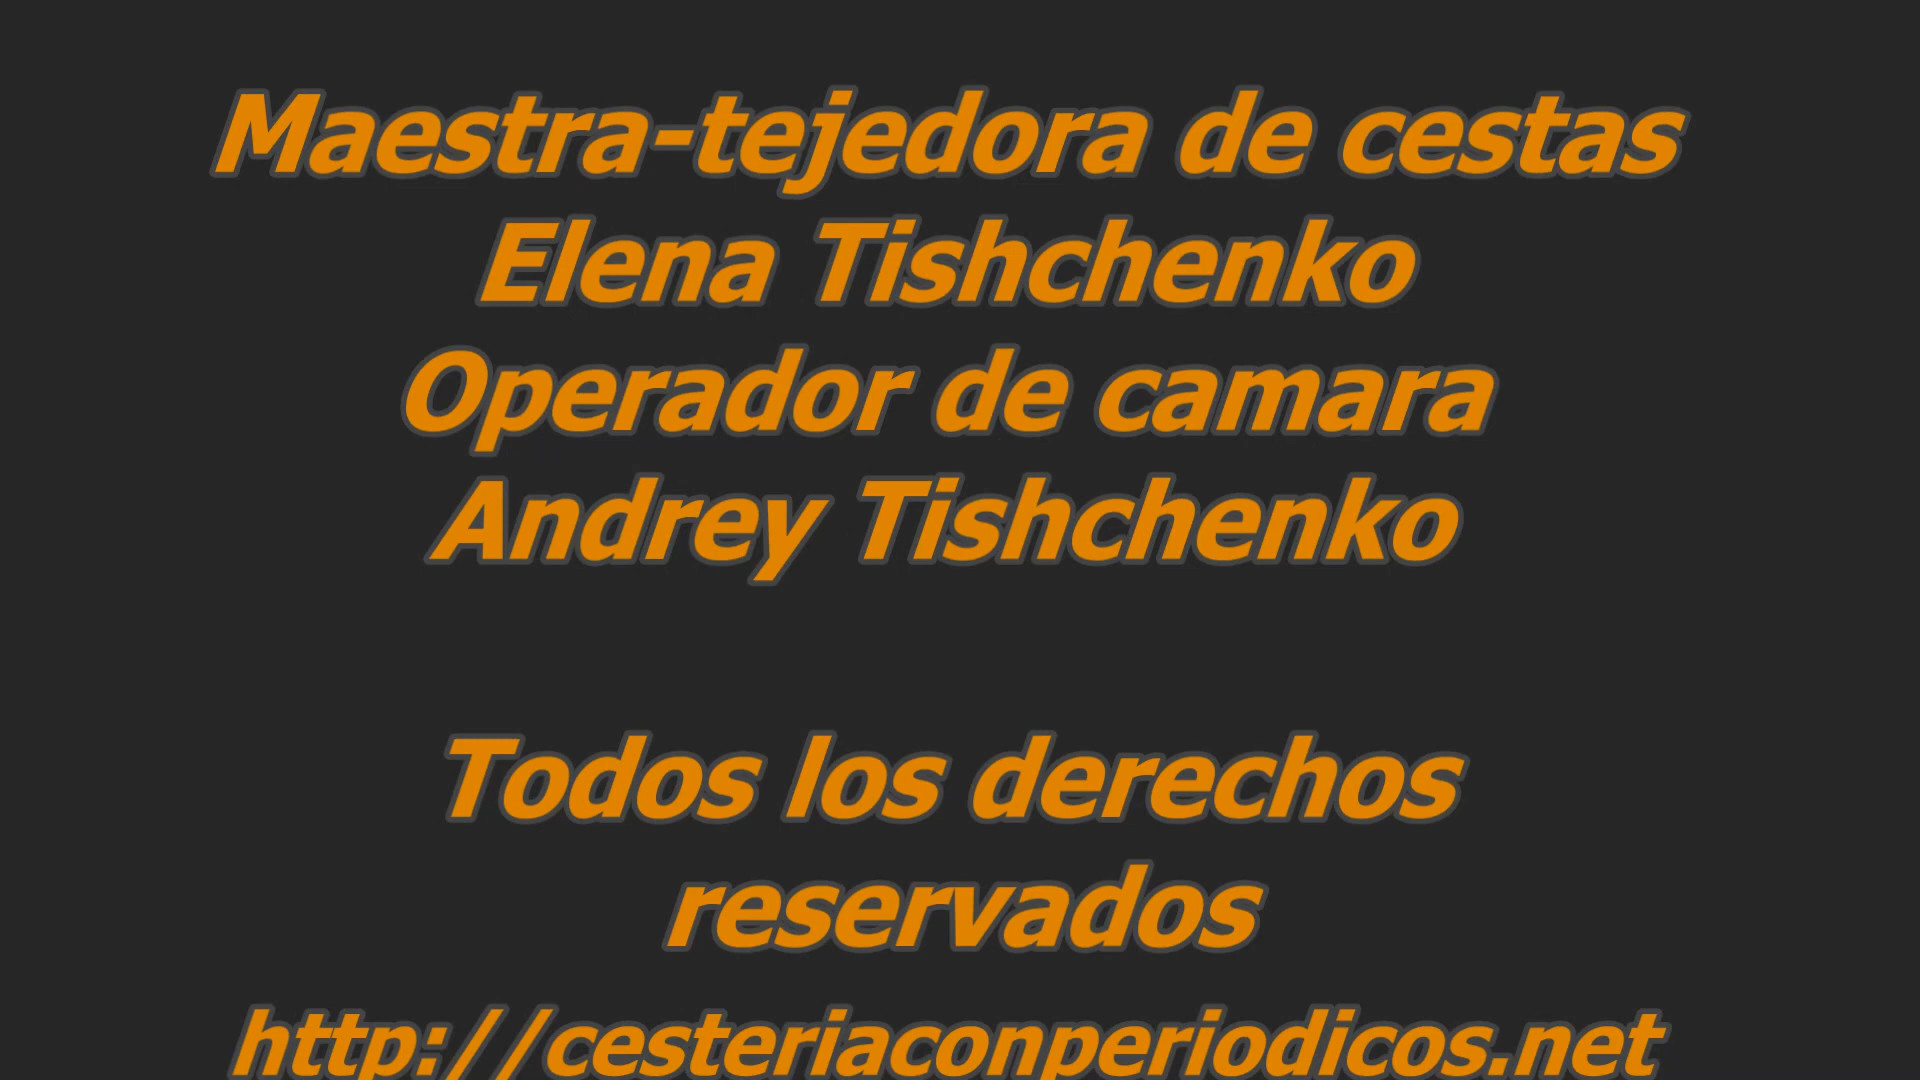 Maestra-tejedora de cestas
Elena Tishchenko
Operador de camara
Andrey Tishchenko
Todos los derechos
reservados
http://cesteriaconperiodicos.net